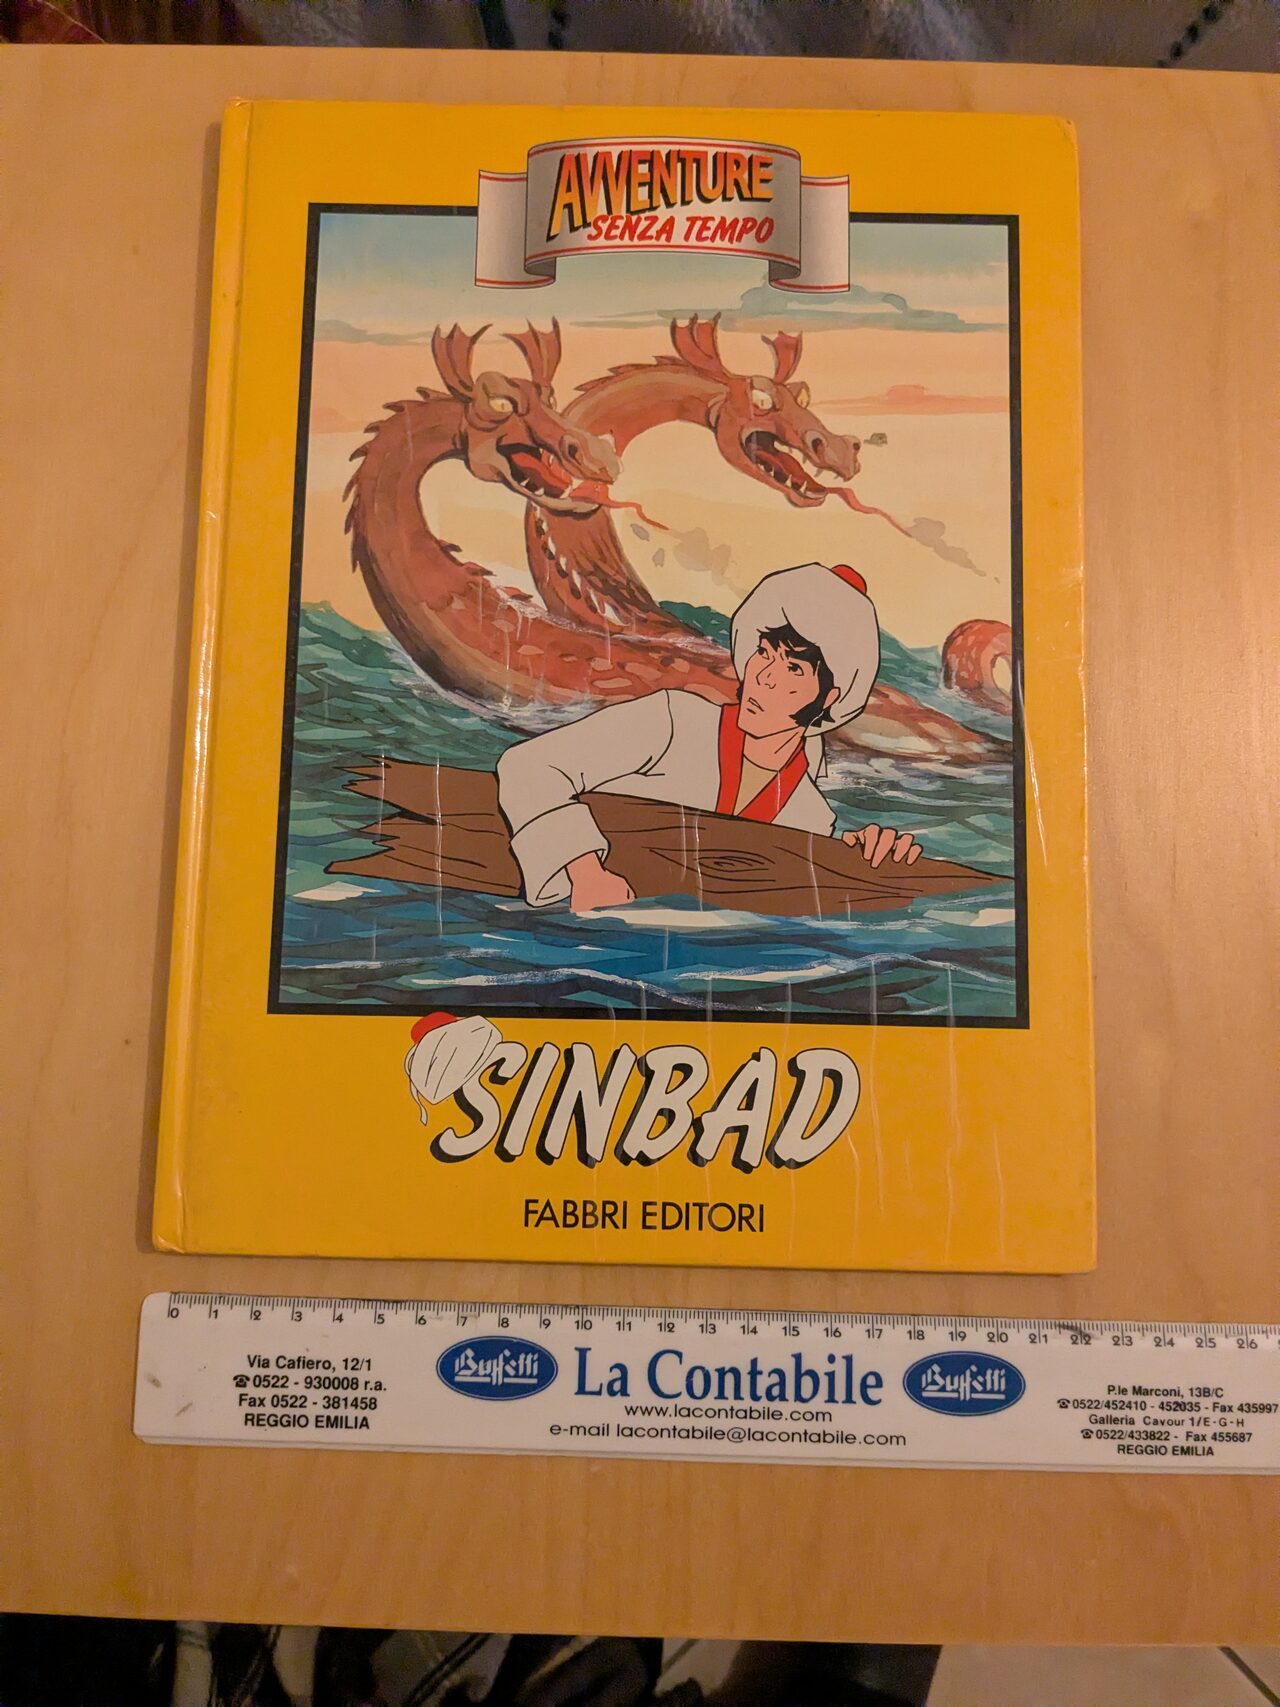 AVVENTURE
SENZA TEMPO
SINBAD
FABBRI EDITORI
0 1 2 3 4 5 6 7 8 9 10 11 12 13 14 15 16 17 18 19 20 21 22 23 24 25 26
Via Cafiero, 12/1
☎0522 - 930008 r.a.
Fax 0522 - 381458
REGGIO EMILIA
Buffetti
La Contabile
www.lacontabile.com
e-mail lacontabile@lacontabile.com
Buffetti
P.le Marconi, 13B/C
☎0522/452410 - 452035 - Fax 435997
Galleria Cavour 1/E-G-H
☎0522/433822 - Fax 455687
REGGIO EMILIA